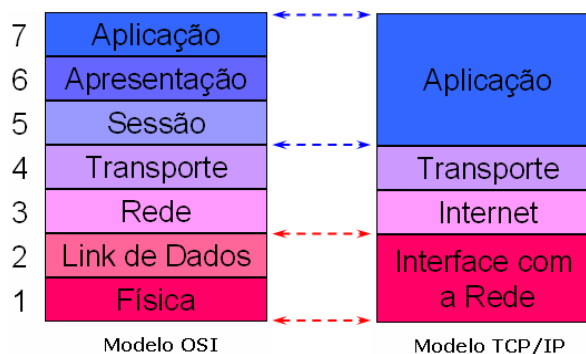 7 Aplicação
6 Apresentação
5 Sessão
4 Transporte
3 Rede
2 Link de Dados
1 Física
Modelo OSI
Aplicação
Transporte
Internet
Interface com
a Rede
Modelo TCP/IP